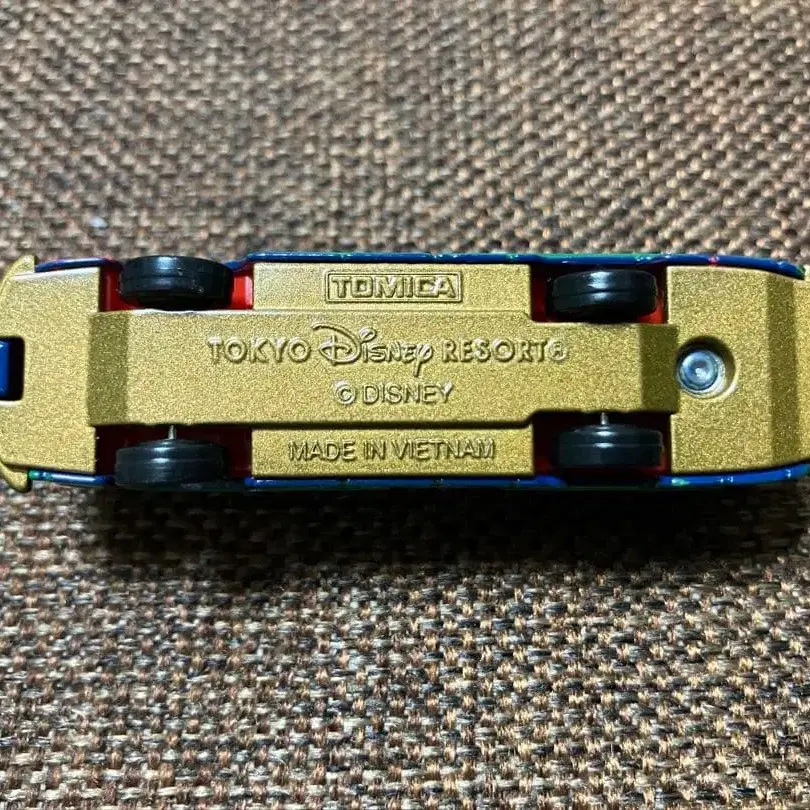 TOMICA
TOKYO Disney RESORT®
© DISNEY
MADE IN VIETNAM